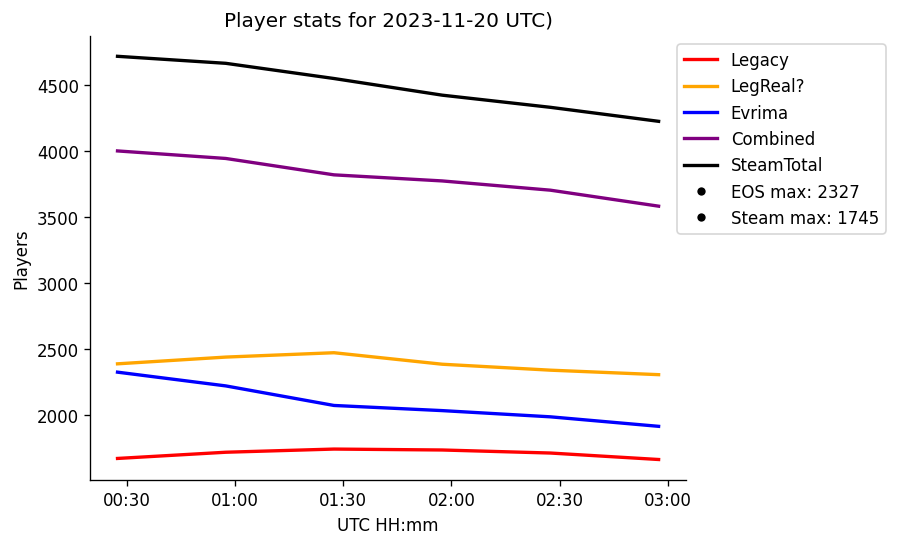 Player stats for 2023-11-20 UTC)
Legacy
LegReal?
Evrima
Combined
SteamTotal
EOS max: 2327
Steam max: 1745
Players
4500
4000
3500
3000
2500
2000
00:30 01:00 01:30 02:00 02:30 03:00
UTC HH:mm